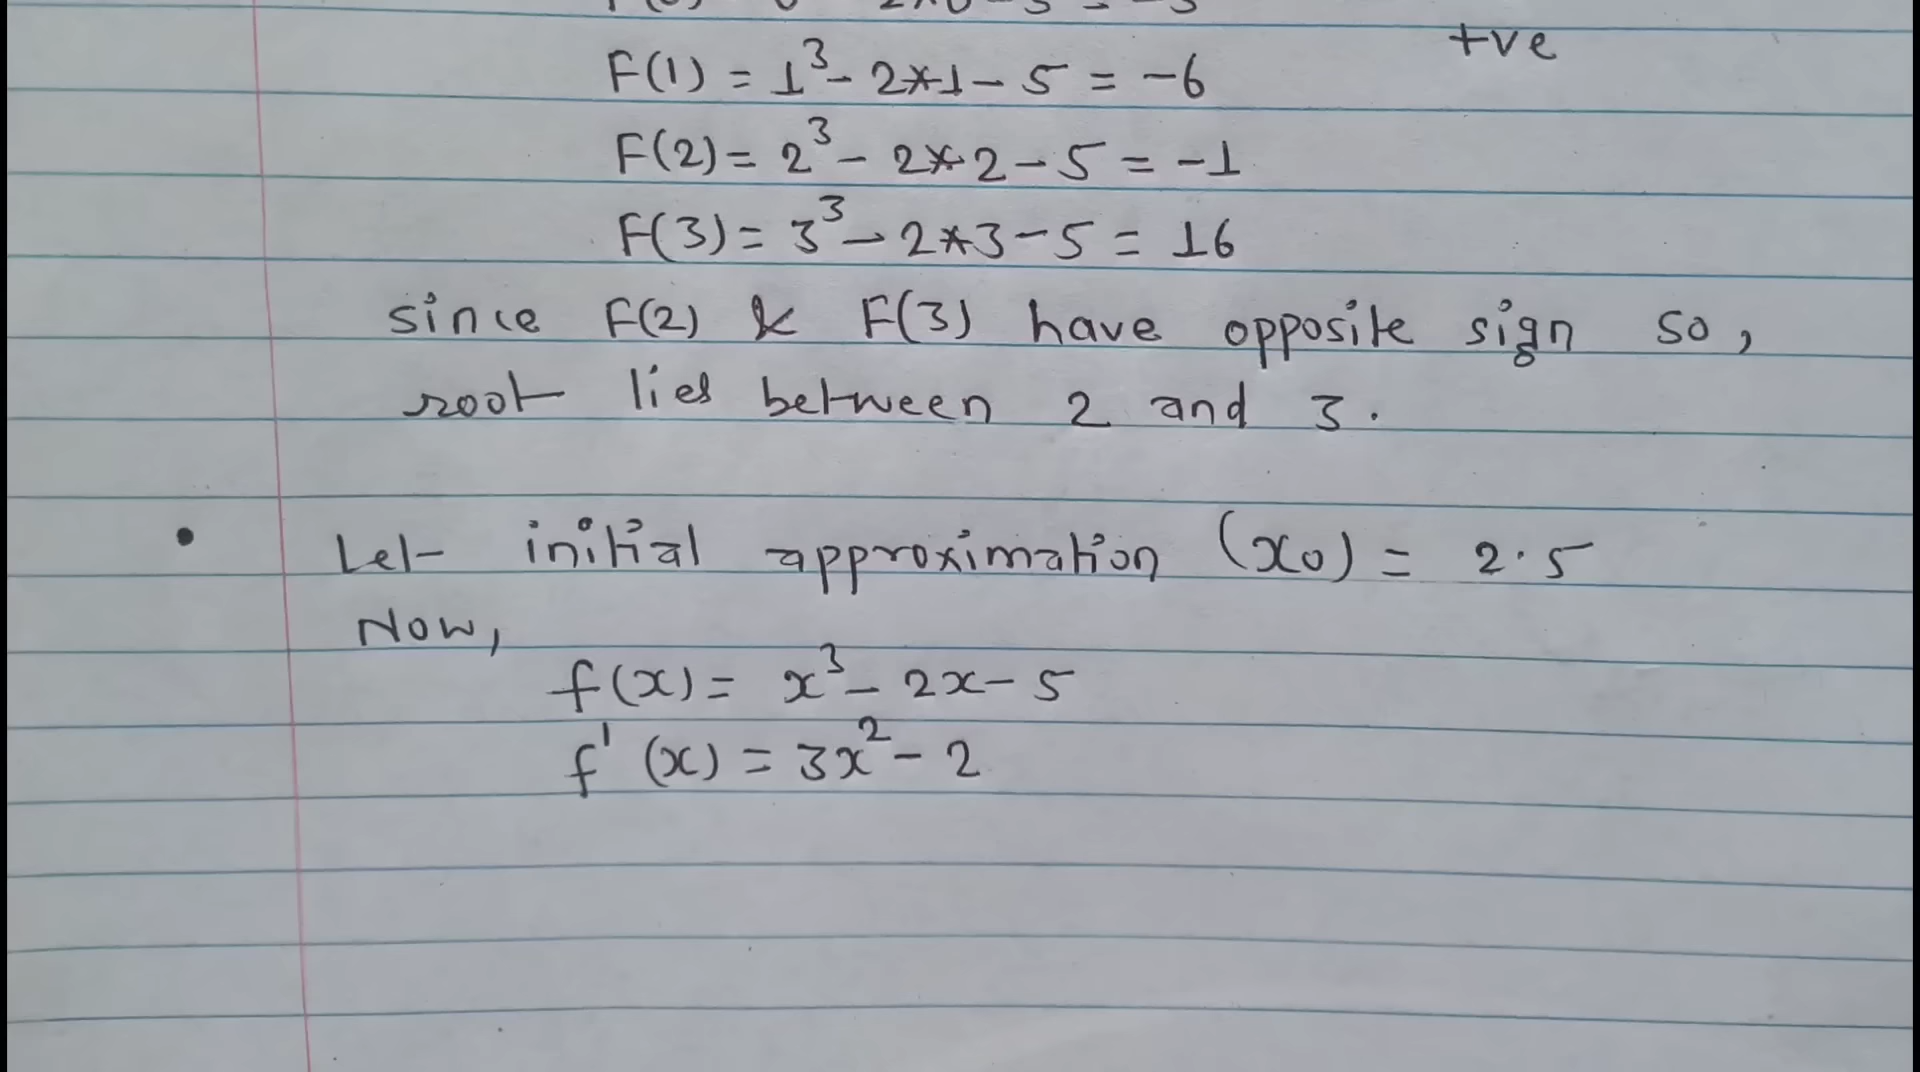 +ve
F(1) = 1³ - 2*1 - 5 = -6
F(2) = 2³ - 2*2 - 5 = -1
F(3) = 3³ - 2*3 - 5 = 16
since F(2) & F(3) have opposite sign so,
root lies between 2 and 3.
Let initial approximation (x0) = 2.5
Now,
f(x) = x³ - 2x - 5
f'(x) = 3x² - 2